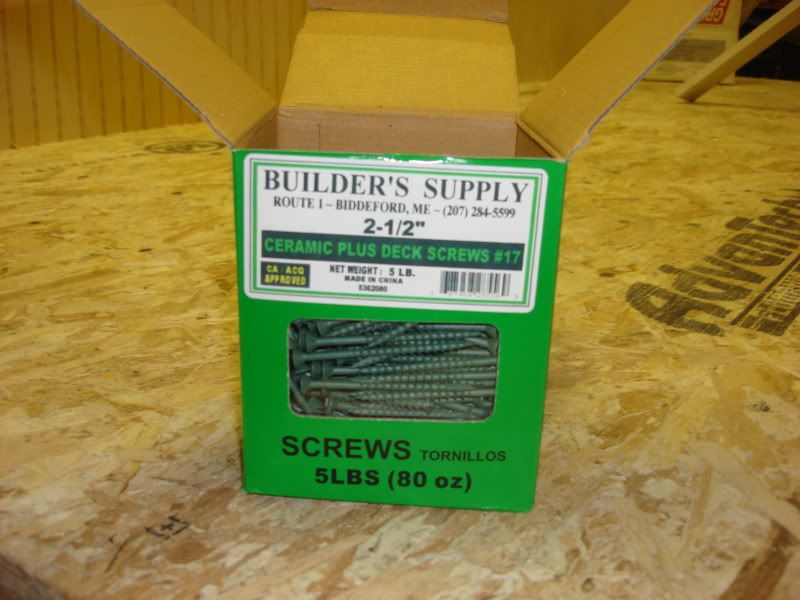 BUILDER'S SUPPLY
ROUTE 1 ~ BIDDEFORD, ME ~ (207) 284-5599
2-1/2"
CERAMIC PLUS DECK SCREWS #17
CA / ACQ
APPROVED
NET WEIGHT: 5 LB.
MADE IN CHINA
5362080
SCREWS TORNILLOS
5LBS (80 oz)